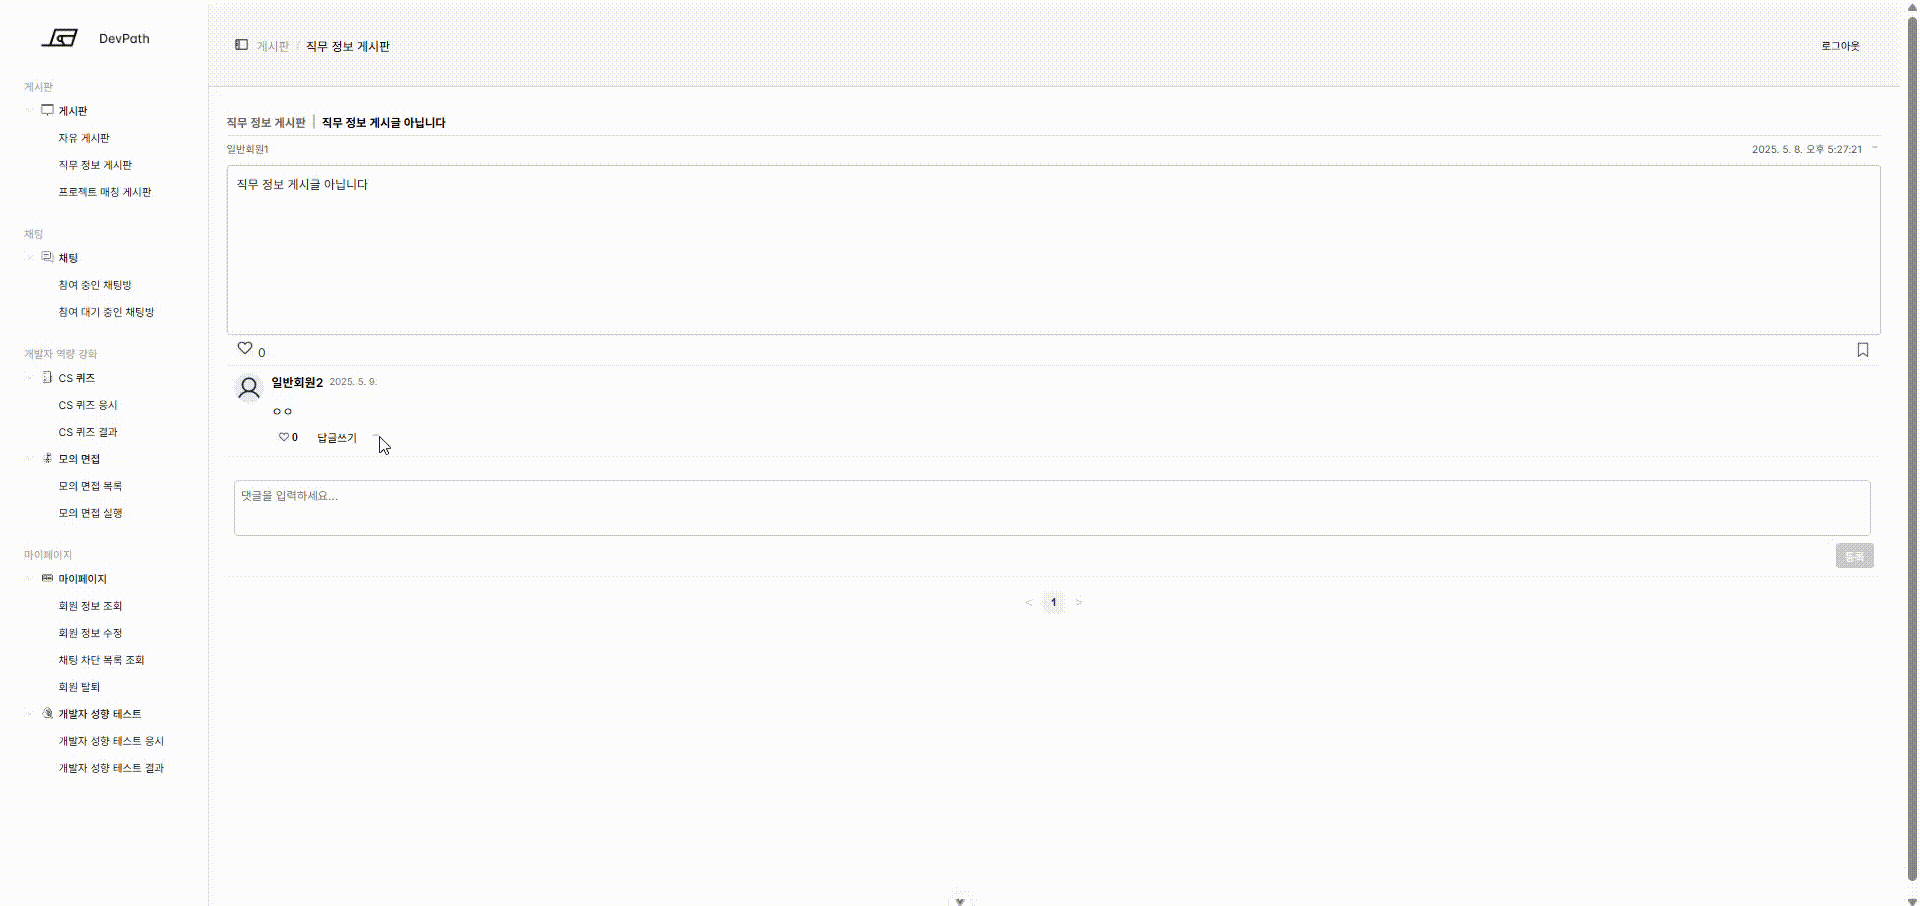 DevPath
게시판
게시판
자유 게시판
직무 정보 게시판
프로젝트 매칭 게시판
채팅
채팅
참여 중인 채팅방
참여 대기 중인 채팅방
개발자 역량 강화
CS 퀴즈
CS 퀴즈 응시
CS 퀴즈 결과
모의 면접
모의 면접 목록
모의 면접 실행
마이페이지
마이페이지
회원 정보 조회
회원 정보 수정
채팅 차단 목록 조회
회원 탈퇴
개발자 성향 테스트
개발자 성향 테스트 응시
개발자 성향 테스트 결과
게시판 / 직무 정보 게시판
로그아웃
직무 정보 게시판 | 직무 정보 게시글 아닙니다
일반회원1
2025. 5. 8. 오후 5:27:21
직무 정보 게시글 아닙니다
0
일반회원2 2025. 5. 9.
ㅇㅇ
0 답글쓰기
댓글을 입력하세요...
등록
< 1 >